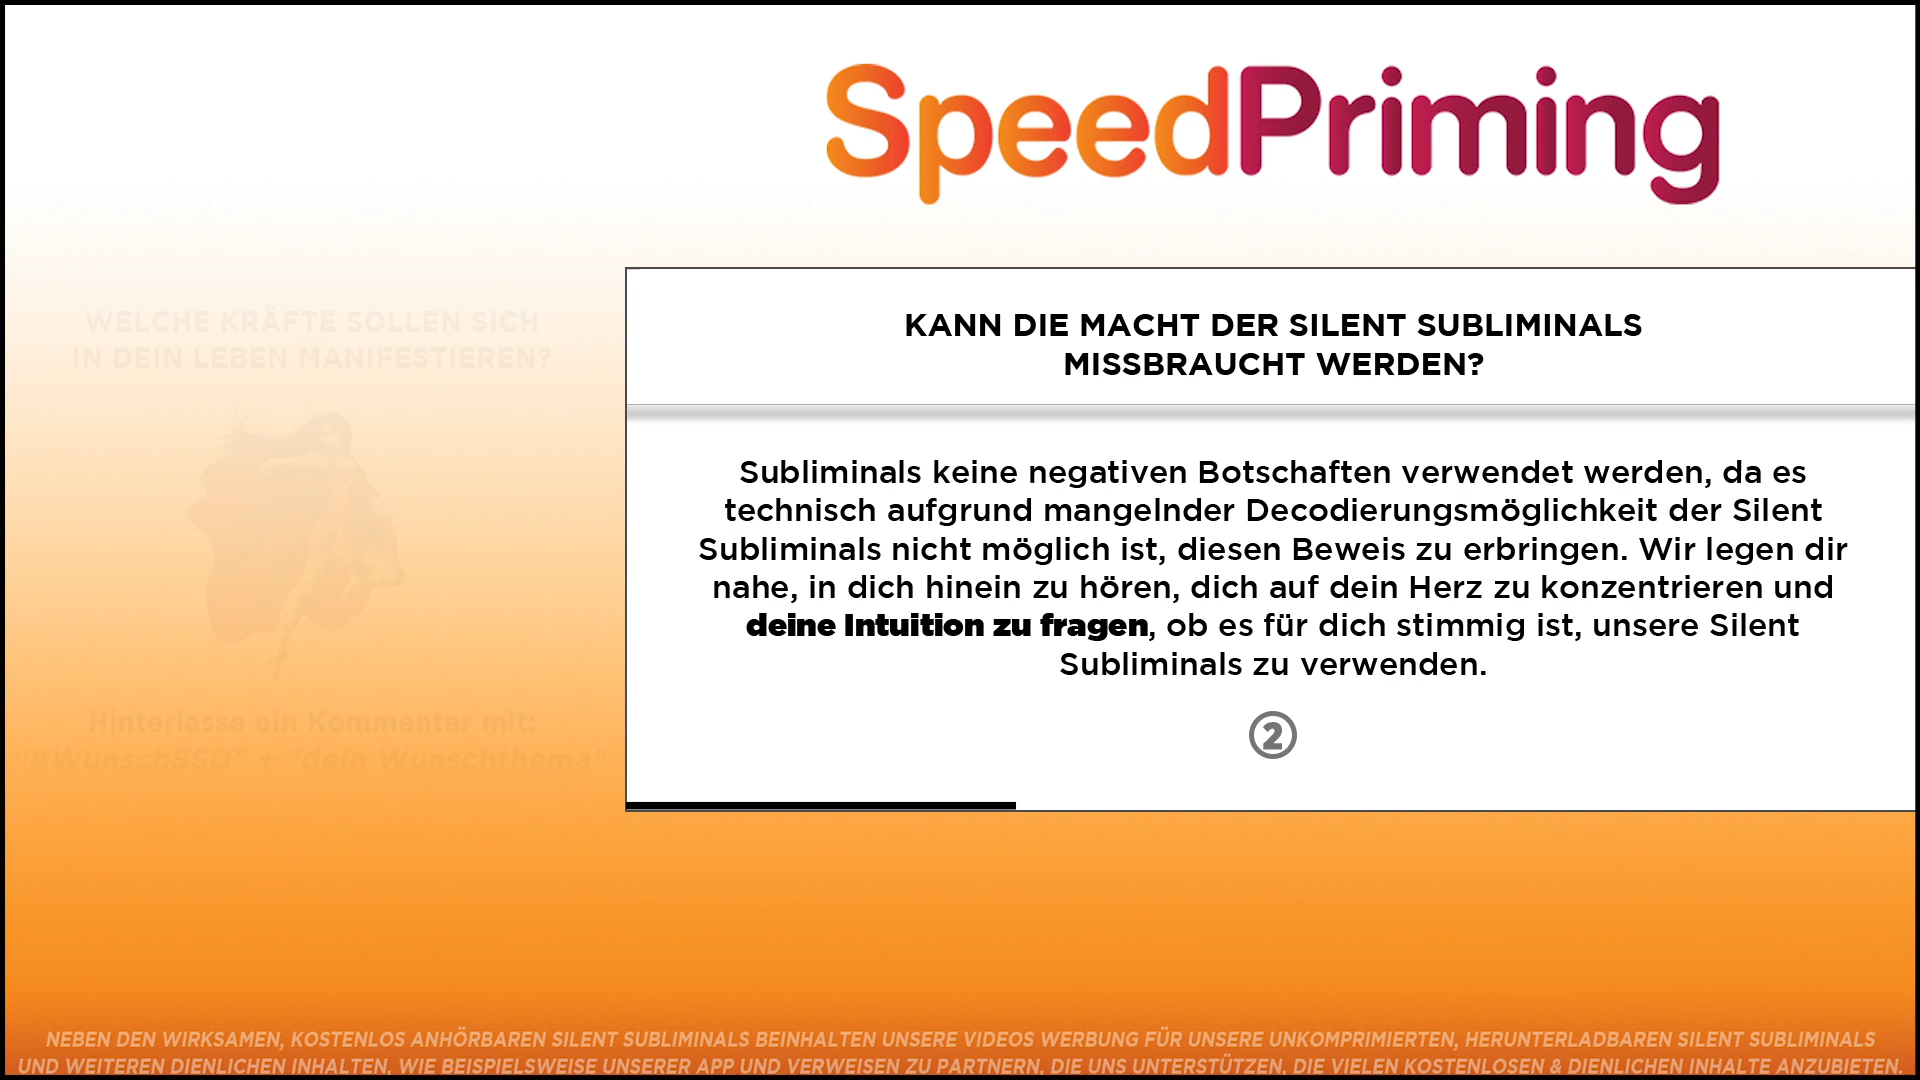 SpeedPriming
WELCHE KRÄFTE SOLLEN SICH
IN DEIN LEBEN MANIFESTIEREN?
Hinterlasse ein Kommentar mit:
"#WunschSSD" + "dein Wunschthema"
KANN DIE MACHT DER SILENT SUBLIMINALS
MISSBRAUCHT WERDEN?
Subliminals keine negativen Botschaften verwendet werden, da es
technisch aufgrund mangelnder Decodierungsmöglichkeit der Silent
Subliminals nicht möglich ist, diesen Beweis zu erbringen. Wir legen dir
nahe, in dich hinein zu hören, dich auf dein Herz zu konzentrieren und
deine Intuition zu fragen, ob es für dich stimmig ist, unsere Silent
Subliminals zu verwenden.
2
NEBEN DEN WIRKSAMEN, KOSTENLOS ANHÖRBAREN SILENT SUBLIMINALS BEINHALTEN UNSERE VIDEOS WERBUNG FÜR UNSERE UNKOMPRIMIERTEN, HERUNTERLADBAREN SILENT SUBLIMINALS
UND WEITEREN DIENLICHEN INHALTEN, WIE BEISPIELSWEISE UNSERER APP UND VERWEISEN ZU PARTNERN, DIE UNS UNTERSTÜTZEN, DIE VIELEN KOSTENLOSEN & DIENLICHEN INHALTE ANZUBIETEN.